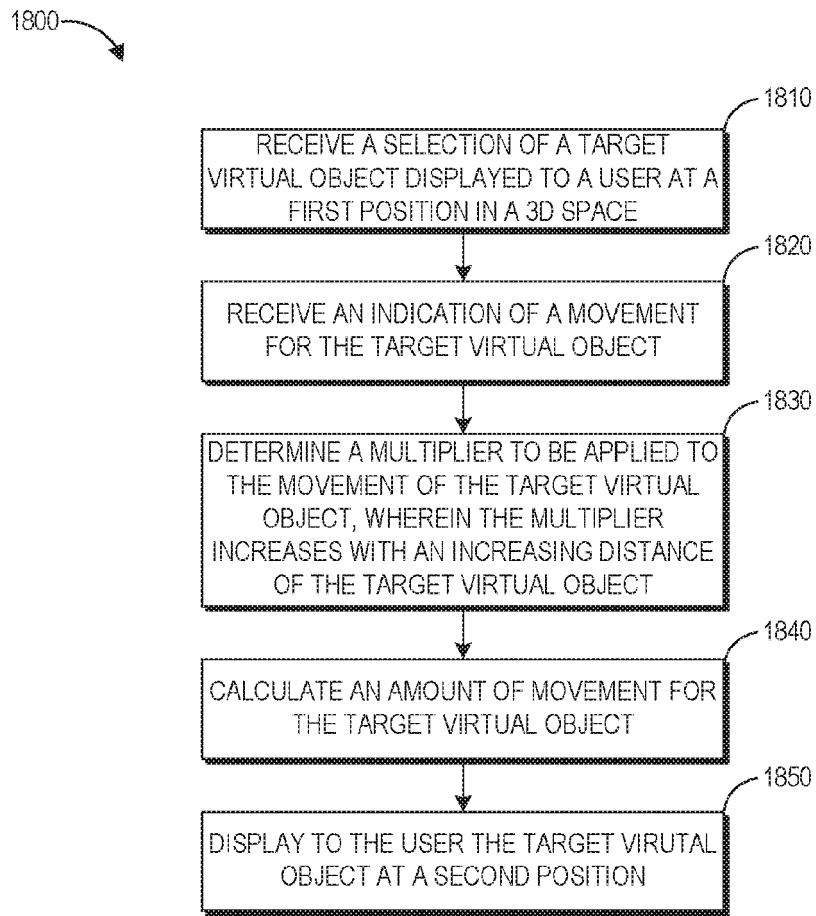 1800
1810
RECEIVE A SELECTION OF A TARGET
VIRTUAL OBJECT DISPLAYED TO A USER AT A
FIRST POSITION IN A 3D SPACE
1820
RECEIVE AN INDICATION OF A MOVEMENT
FOR THE TARGET VIRTUAL OBJECT
1830
DETERMINE A MULTIPLIER TO BE APPLIED TO
THE MOVEMENT OF THE TARGET VIRTUAL
OBJECT, WHEREIN THE MULTIPLIER
INCREASES WITH AN INCREASING DISTANCE
OF THE TARGET VIRTUAL OBJECT
1840
CALCULATE AN AMOUNT OF MOVEMENT FOR
THE TARGET VIRTUAL OBJECT
1850
DISPLAY TO THE USER THE TARGET VIRUTAL
OBJECT AT A SECOND POSITION